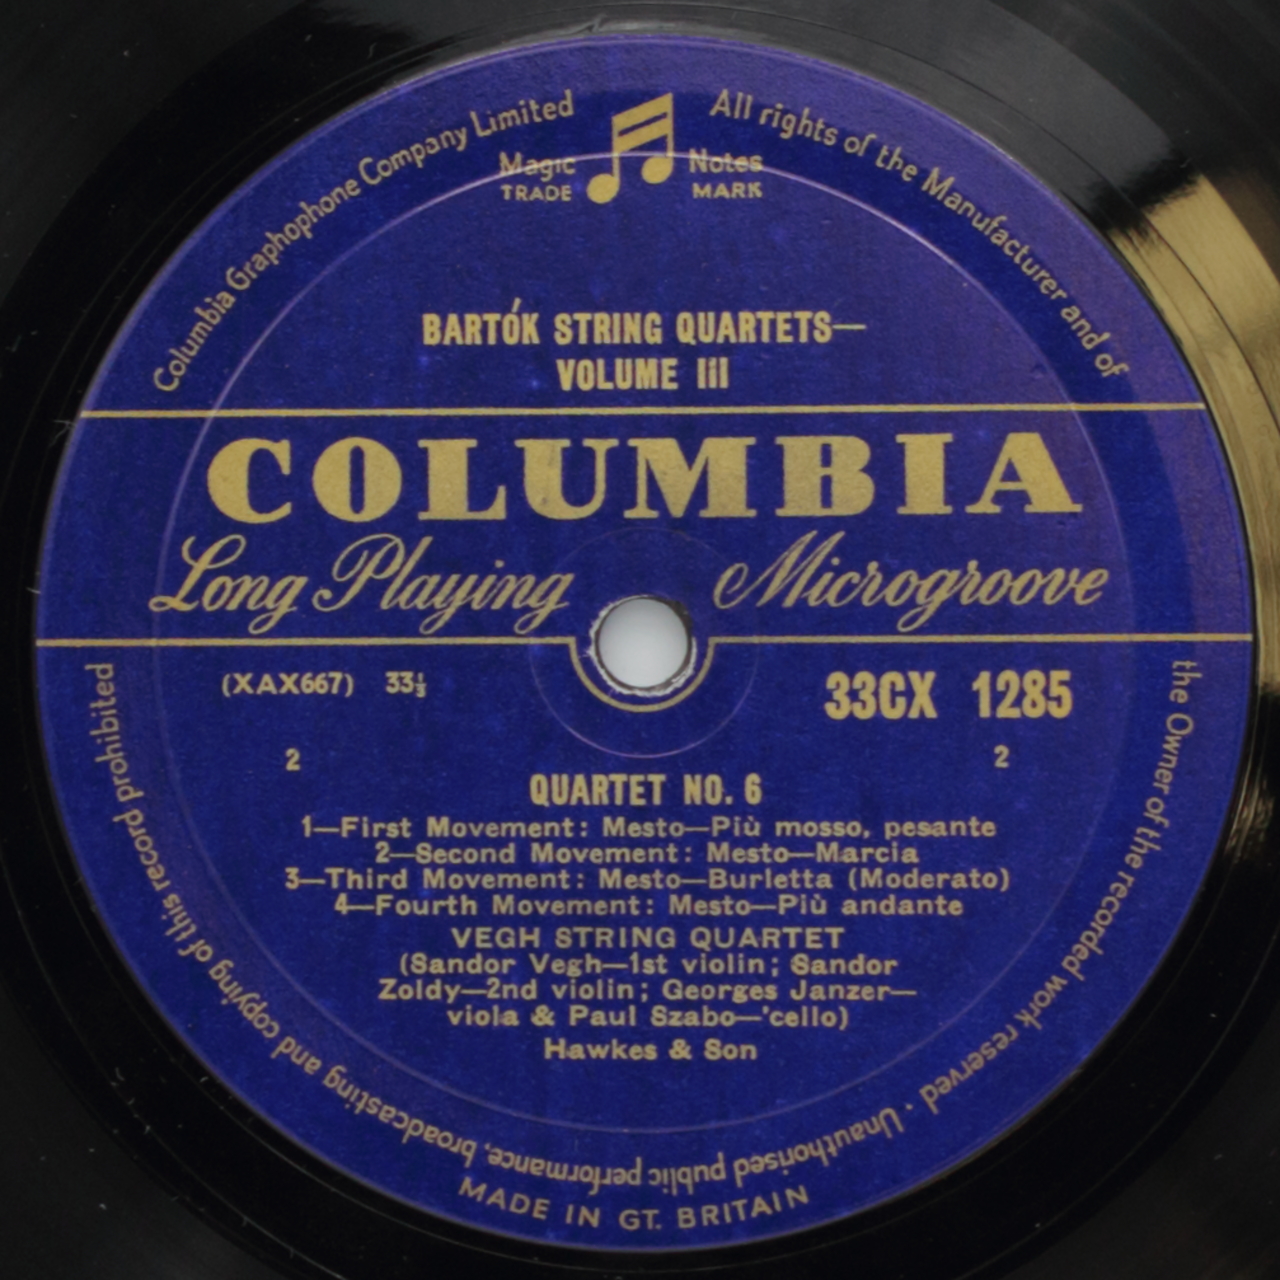 Columbia Graphophone Company Limited
Magic Notes
TRADE MARK
All rights of the Manufacturer and of
the Owner of the recorded work reserved · Unauthorised public performance, broadcasting and copying of this record prohibited
BARTÓK STRING QUARTETS—
VOLUME III
COLUMBIA
Long Playing Microgroove
(XAX667) 33⅓ 33CX 1285
2 2
QUARTET NO. 6
1—First Movement: Mesto—Più mosso, pesante
2—Second Movement: Mesto—Marcia
3—Third Movement: Mesto—Burletta (Moderato)
4—Fourth Movement: Mesto—Più andante
VEGH STRING QUARTET
(Sandor Vegh—1st violin; Sandor
Zoldy—2nd violin; Georges Janzer—
viola & Paul Szabo—'cello)
Hawkes & Son
MADE IN GT. BRITAIN